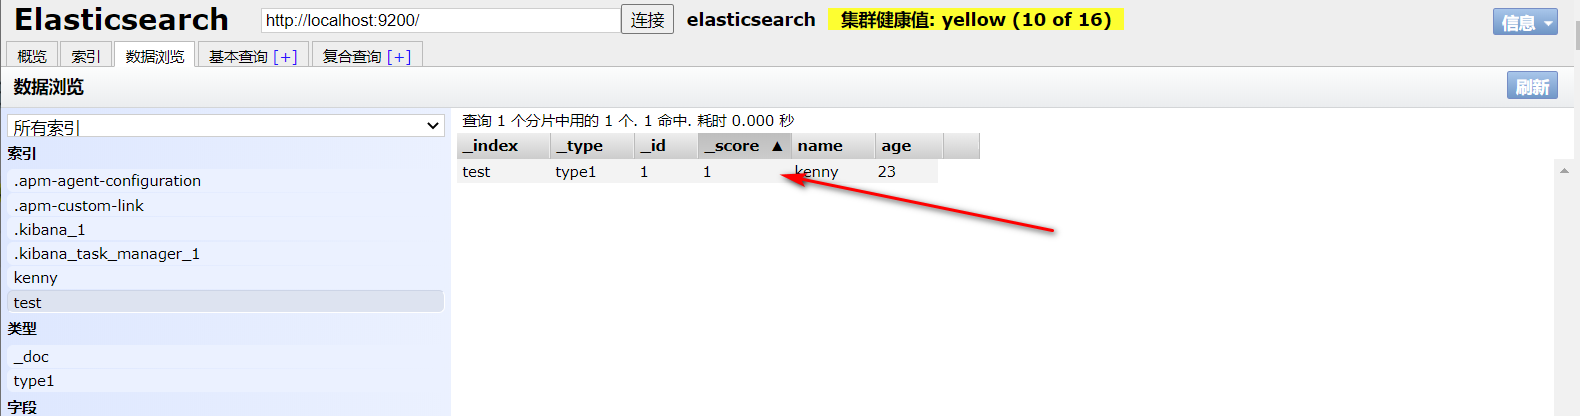 Elasticsearch http://localhost:9200/ 连接 elasticsearch 集群健康值: yellow (10 of 16) 信息
概览 索引 数据浏览 基本查询 [+] 复合查询 [+]
数据浏览 刷新
所有索引
索引
.apm-agent-configuration
.apm-custom-link
.kibana_1
.kibana_task_manager_1
kenny
test
类型
_doc
type1
字段
查询 1 个分片中用的 1 个. 1 命中. 耗时 0.000 秒
_index _type _id _score ▲ name age
test type1 1 1 kenny 23